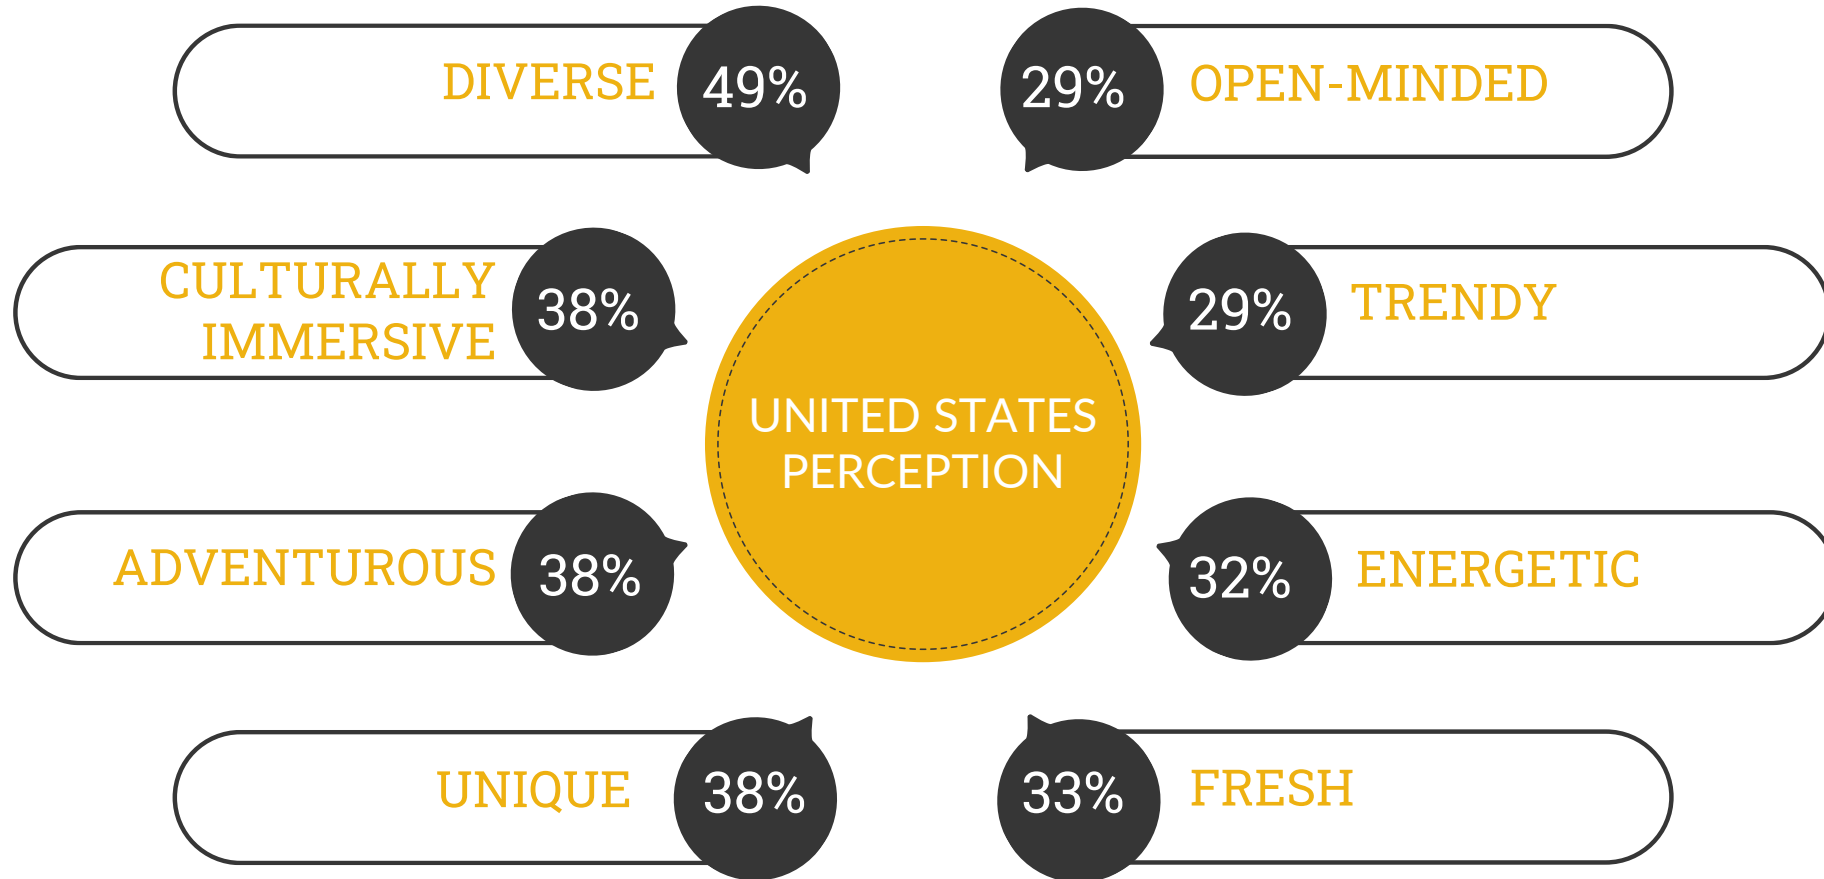 DIVERSE
49%
29%
OPEN-MINDED
CULTURALLY
IMMERSIVE
38%
29%
TRENDY
UNITED STATES
PERCEPTION
ADVENTUROUS
38%
32%
ENERGETIC
UNIQUE
38%
33%
FRESH